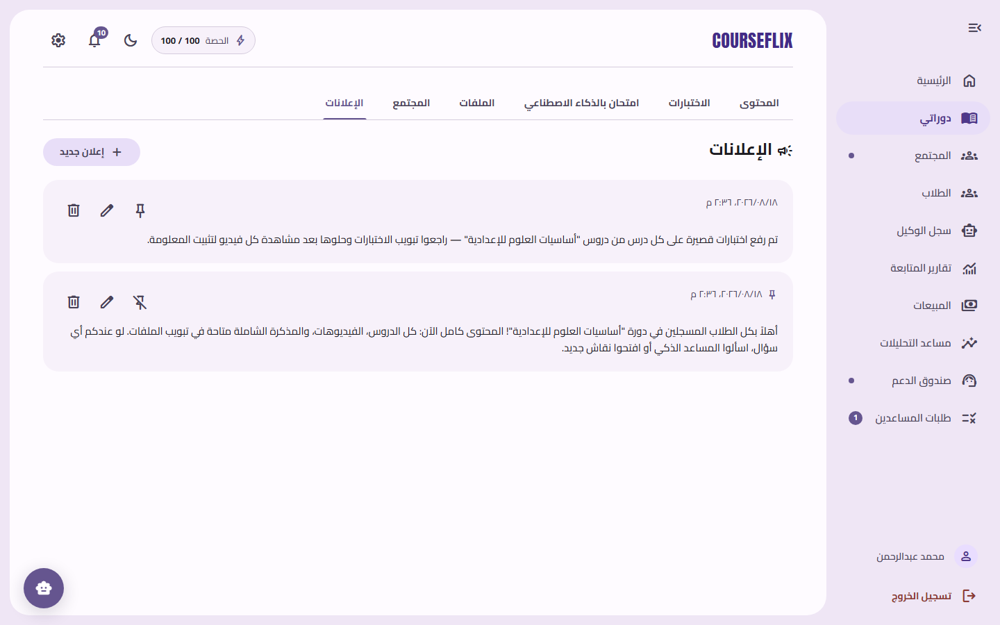 COURSEFLIX
الحصة 100 / 100
10
الرئيسية
دوراتي
المجتمع
الطلاب
سجل الوكيل
تقارير المتابعة
المبيعات
مساعد التحليلات
صندوق الدعم
طلبات المساعدين 1
محمد عبدالرحمن
تسجيل الخروج
المحتوى
الاختبارات
امتحان بالذكاء الاصطناعي
الملفات
المجتمع
الإعلانات
الإعلانات
إعلان جديد
١٨‏/٠٨‏/٢٠٢٦، ٢:٣٦ م
تم رفع اختبارات قصيرة على كل درس من دروس "أساسيات العلوم للإعدادية" — راجعوا تبويب الاختبارات وحلوها بعد مشاهدة كل فيديو لتثبيت المعلومة.
١٨‏/٠٨‏/٢٠٢٦، ٢:٣٦ م
أهلاً بكل الطلاب المسجلين في دورة "أساسيات العلوم للإعدادية"! المحتوى كامل الآن: كل الدروس، الفيديوهات، والمذكرة الشاملة متاحة في تبويب الملفات. لو عندكم أي
سؤال، اسألوا المساعد الذكي أو افتحوا نقاش جديد.